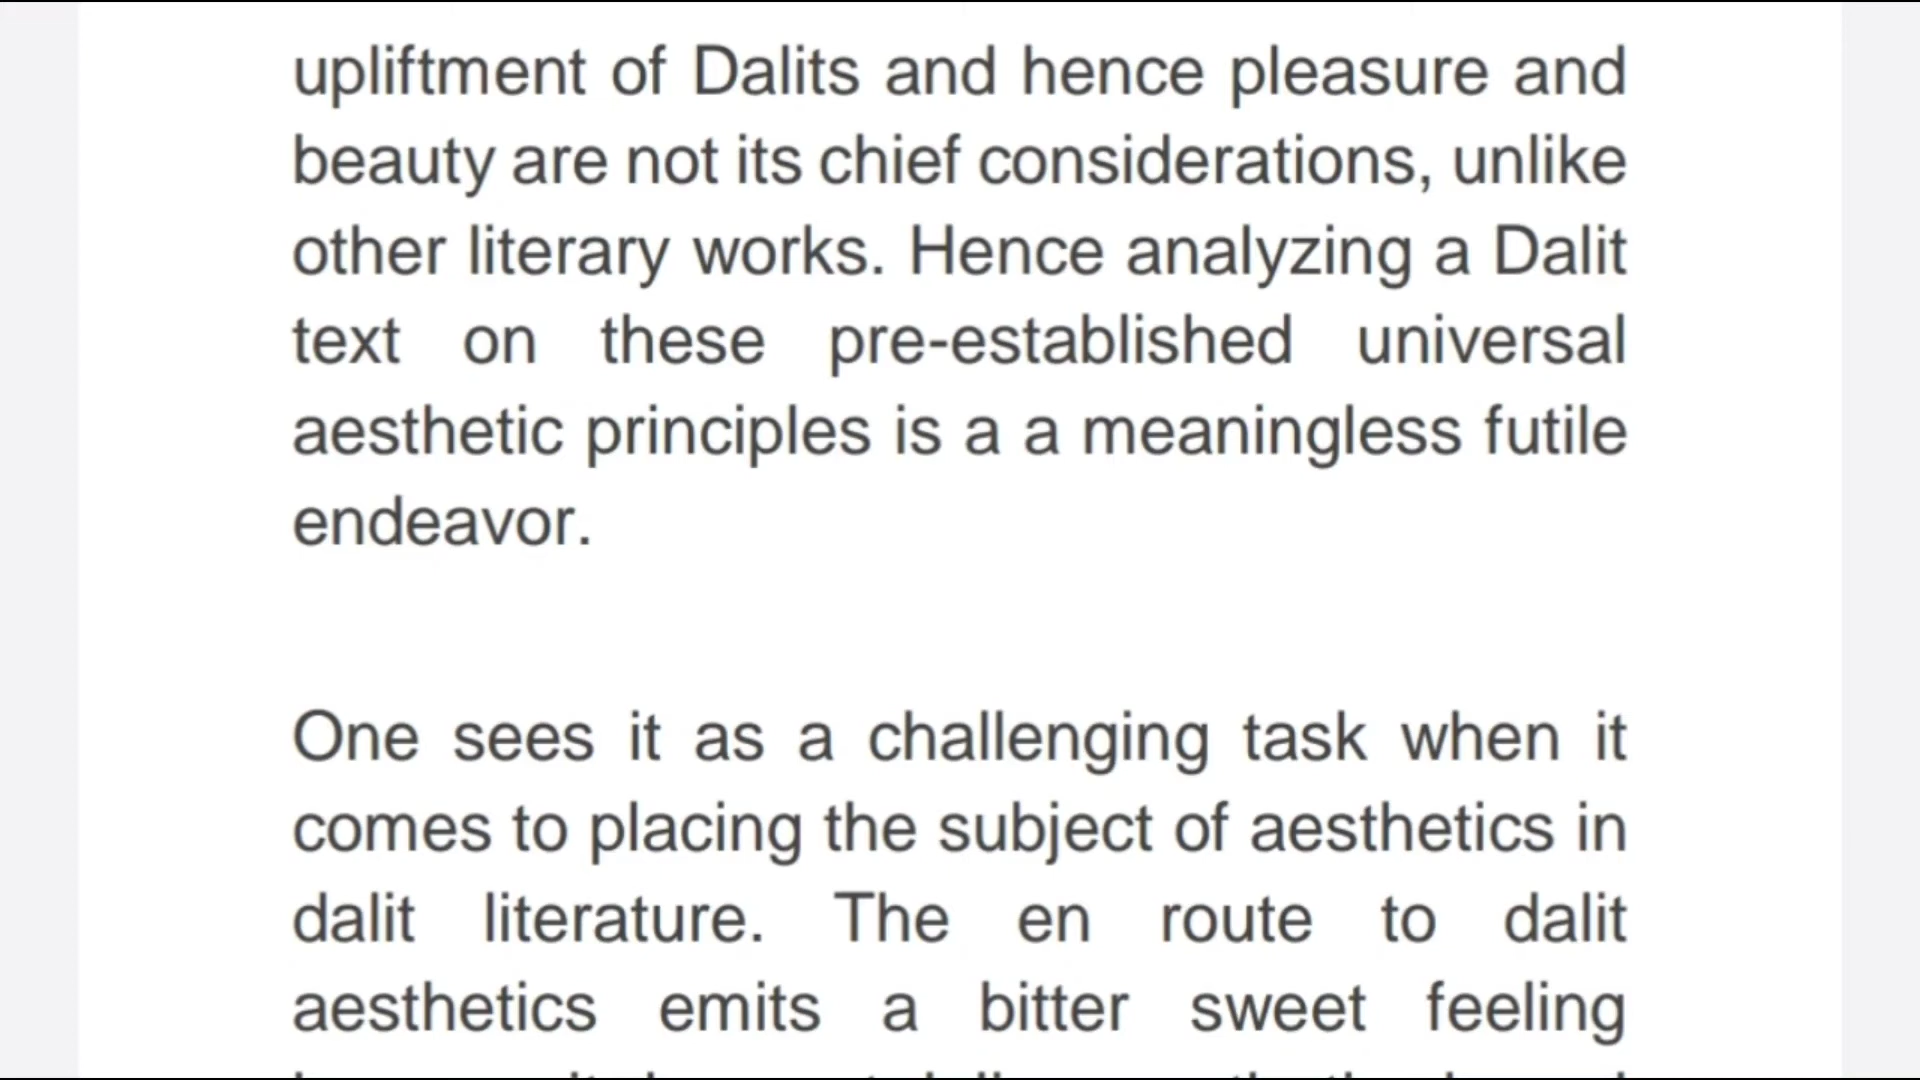 upliftment of Dalits and hence pleasure and
beauty are not its chief considerations, unlike
other literary works. Hence analyzing a Dalit
text on these pre-established universal
aesthetic principles is a a meaningless futile
endeavor.
One sees it as a challenging task when it
comes to placing the subject of aesthetics in
dalit literature. The en route to dalit
aesthetics emits a bitter sweet feeling